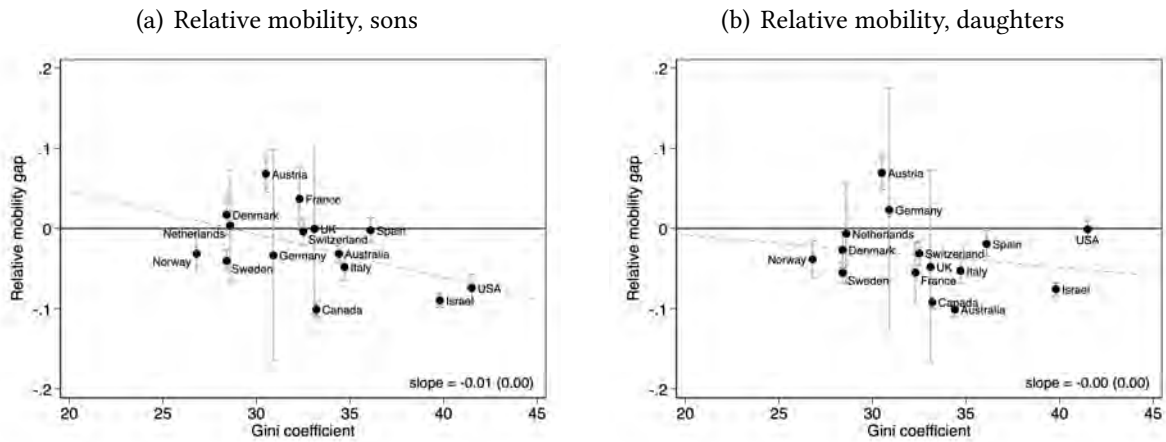 (a) Relative mobility, sons
.2
.1
0
-.1
-.2
Relative mobility gap
Austria
France
Denmark
Netherlands
UK
Switzerland
Spain
Norway
Sweden
Germany
Australia
Italy
USA
Israel
Canada
slope = -0.01 (0.00)
20 25 30 35 40 45
Gini coefficient
(b) Relative mobility, daughters
.2
.1
0
-.1
-.2
Relative mobility gap
Austria
Germany
Netherlands
USA
Denmark
Spain
Norway
Switzerland
Sweden
UK
France
Italy
Israel
Canada
Australia
slope = -0.00 (0.00)
20 25 30 35 40 45
Gini coefficient